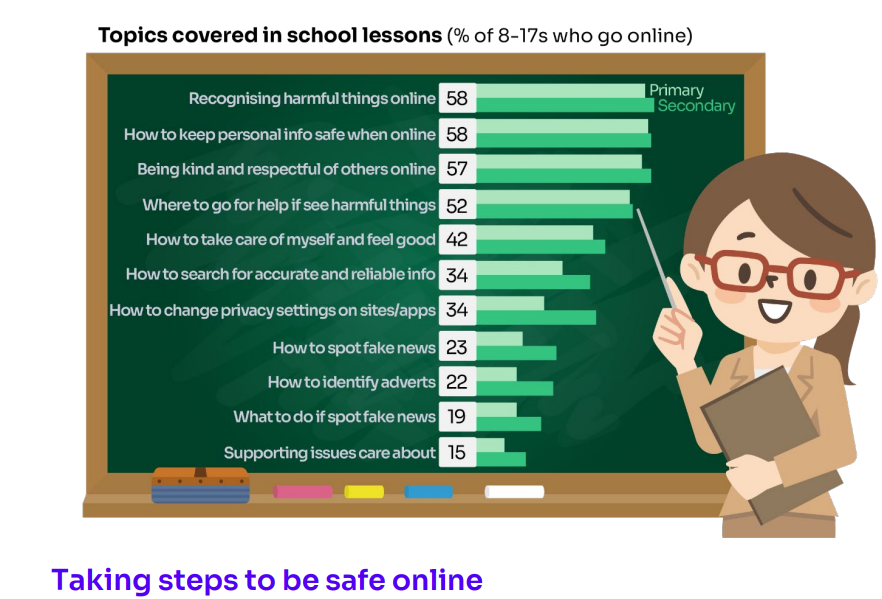 Topics covered in school lessons (% of 8-17s who go online)
Recognising harmful things online 58 Primary
Secondary
How to keep personal info safe when online 58
Being kind and respectful of others online 57
Where to go for help if see harmful things 52
How to take care of myself and feel good 42
How to search for accurate and reliable info 34
How to change privacy settings on sites/apps 34
How to spot fake news 23
How to identify adverts 22
What to do if spot fake news 19
Supporting issues care about 15
Taking steps to be safe online